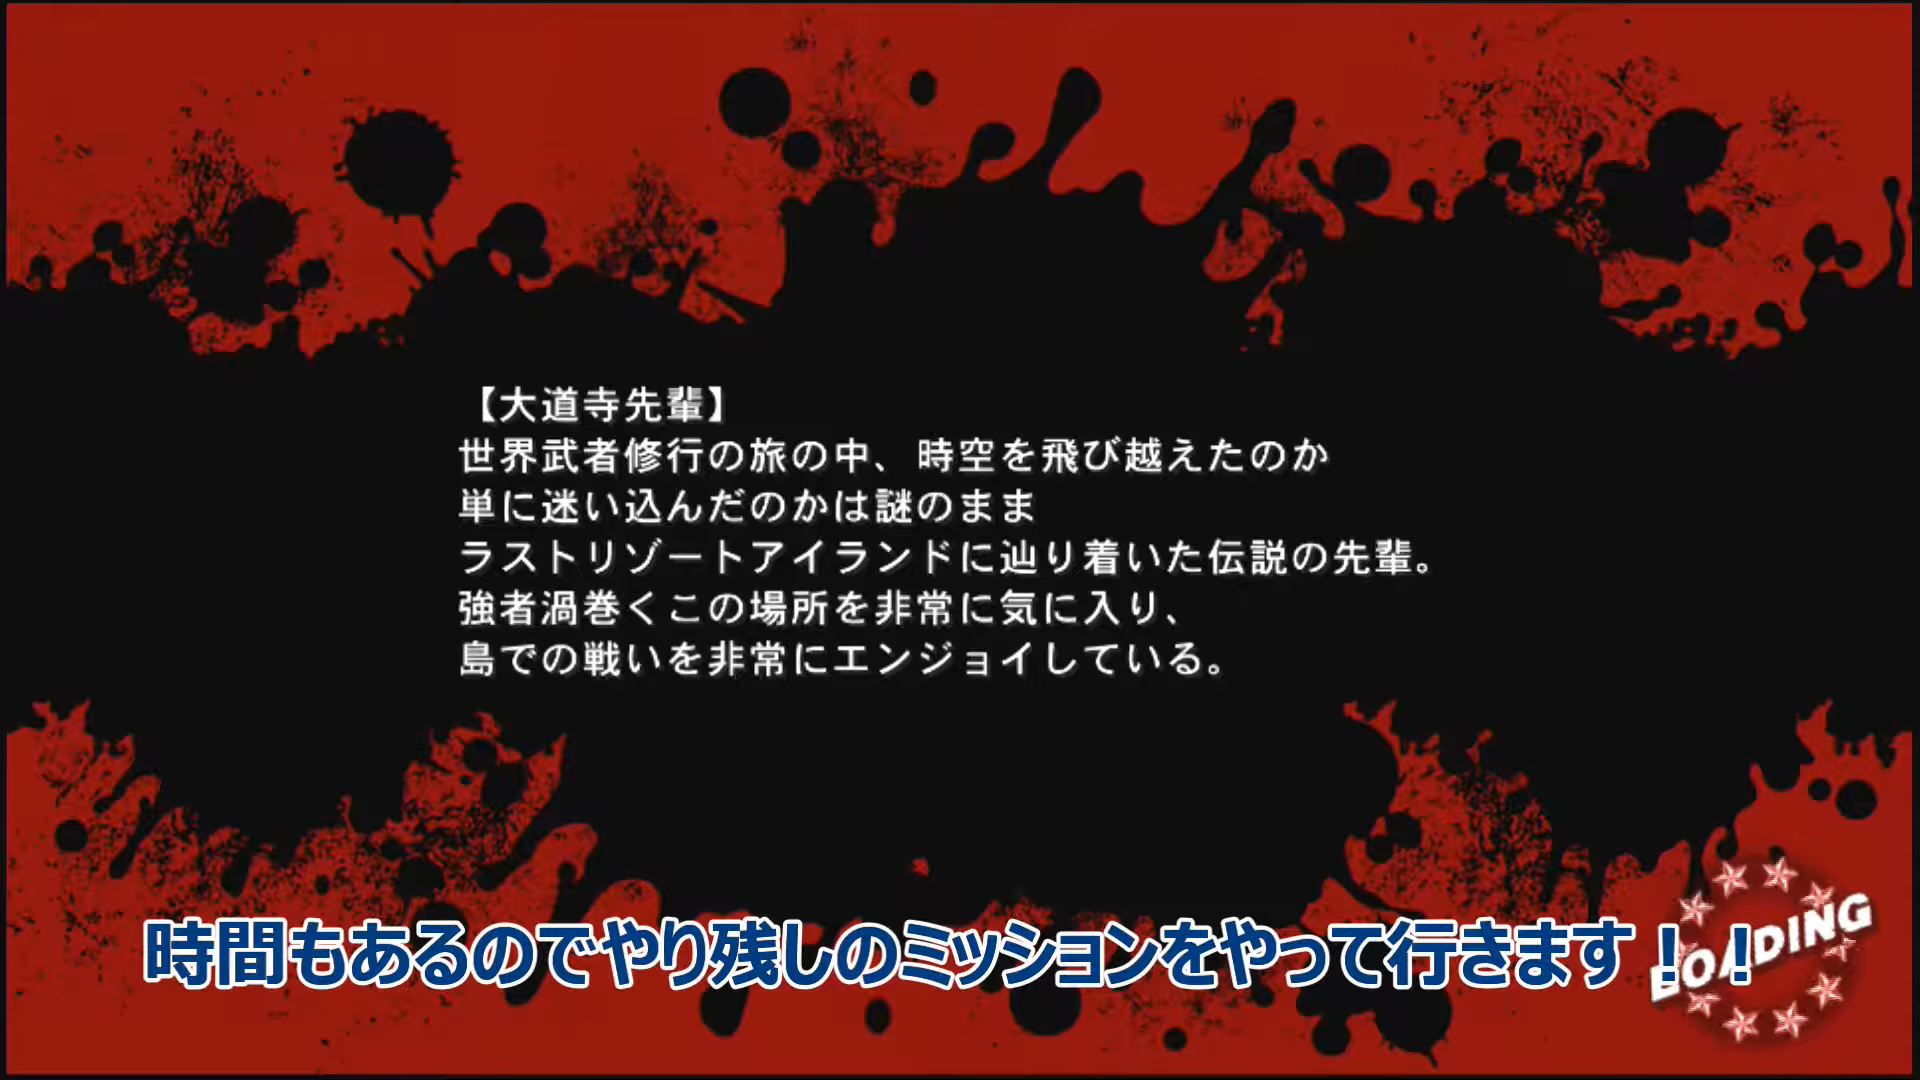 【大道寺先輩】
世界武者修行の旅の中、時空を飛び越えたのか
単に迷い込んだのかは謎のまま
ラストリゾートアイランドに辿り着いた伝説の先輩。
強者渦巻くこの場所を非常に気に入り、
島での戦いを非常にエンジョイしている。
時間もあるのでやり残しのミッションをやって行きます！！
LOADING